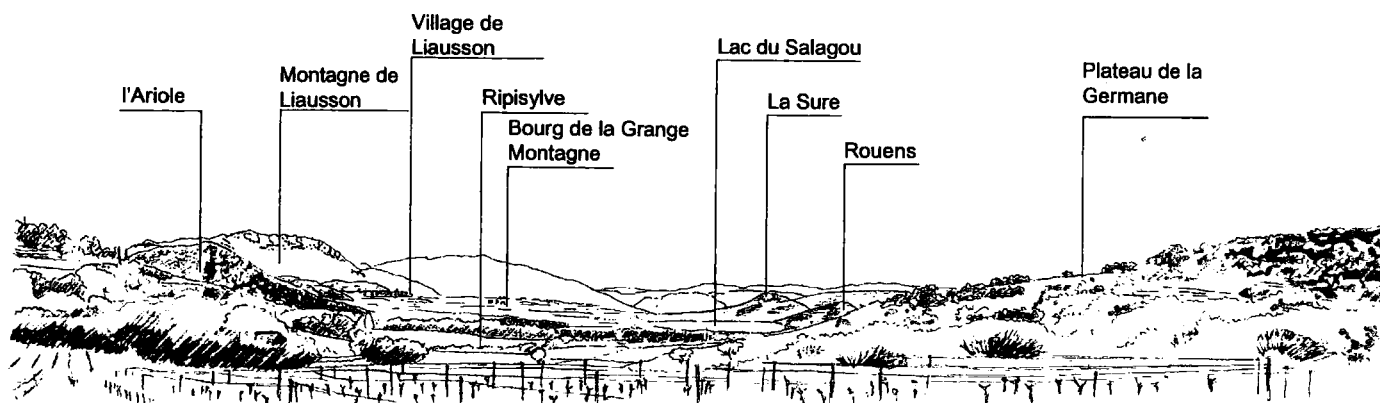 Village de
Liausson
Lac du Salagou
Montagne de
Liausson
Plateau de la
Germane
l'Ariole
Ripisylve
La Sure
Bourg de la Grange
Montagne
Rouens